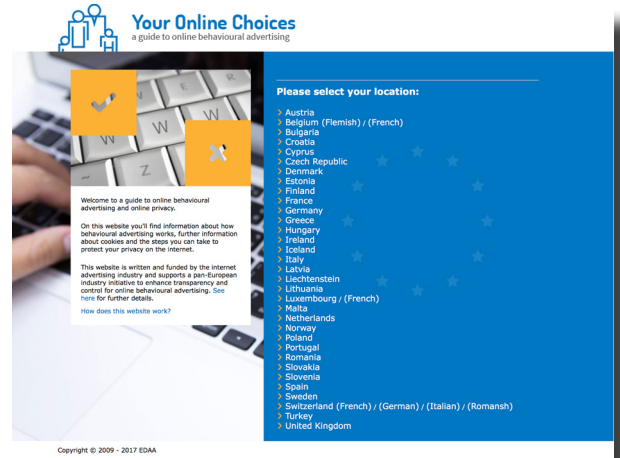 Your Online Choices
a guide to online behavioural advertising
E
R
W
W
W
N
Z
Welcome to a guide to online behavioural
advertising and online privacy.
On this website you'll find information about how
behavioural advertising works, further information
about cookies and the steps you can take to
protect your privacy on the internet.
This website is written and funded by the internet
advertising industry and supports a pan-European
industry initiative to enhance transparency and
control for online behavioural advertising. See
here for further details.
How does this website work?
Please select your location:
> Austria
> Belgium (Flemish) / (French)
> Bulgaria
> Croatia
> Cyprus
> Czech Republic
> Denmark
> Estonia
> Finland
> France
> Germany
> Greece
> Hungary
> Ireland
> Iceland
> Italy
> Latvia
> Liechtenstein
> Lithuania
> Luxembourg / (French)
> Malta
> Netherlands
> Norway
> Poland
> Portugal
> Romania
> Slovakia
> Slovenia
> Spain
> Sweden
> Switzerland (French) / (German) / (Italian) / (Romansh)
> Turkey
> United Kingdom
Copyright © 2009 - 2017 EDAA